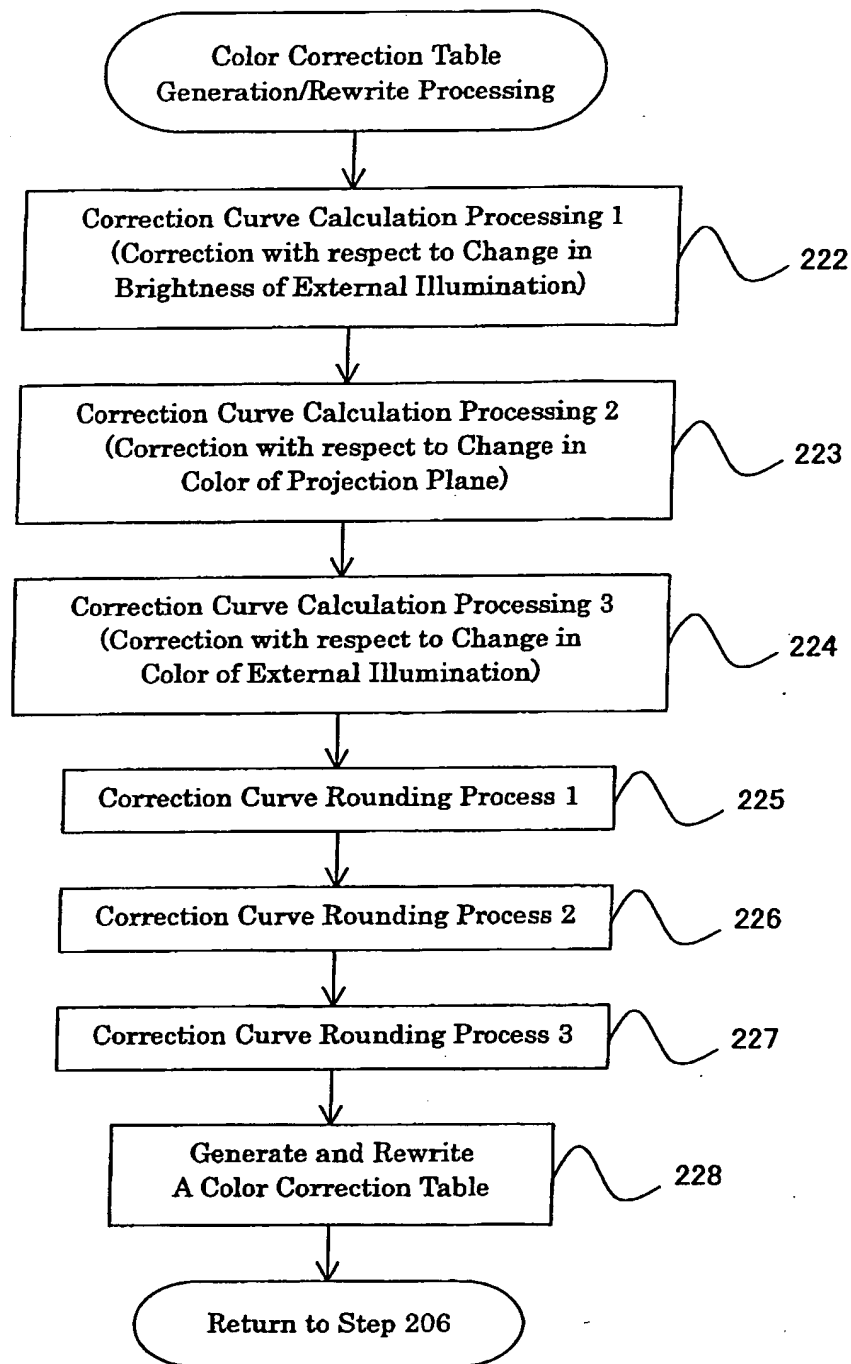 Color Correction Table
Generation/Rewrite Processing
Correction Curve Calculation Processing 1
(Correction with respect to Change in
Brightness of External Illumination)
222
Correction Curve Calculation Processing 2
(Correction with respect to Change in
Color of Projection Plane)
223
Correction Curve Calculation Processing 3
(Correction with respect to Change in
Color of External Illumination)
224
Correction Curve Rounding Process 1
225
Correction Curve Rounding Process 2
226
Correction Curve Rounding Process 3
227
Generate and Rewrite
A Color Correction Table
228
Return to Step 206